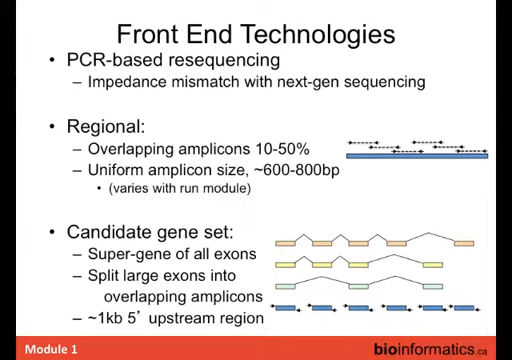 Front End Technologies
• PCR-based resequencing
– Impedance mismatch with next-gen sequencing
• Regional:
– Overlapping amplicons 10-50%
– Uniform amplicon size, ~600-800bp
• (varies with run module)
• Candidate gene set:
– Super-gene of all exons
– Split large exons into
overlapping amplicons
– ~1kb 5’ upstream region
Module 1
bioinformatics.ca